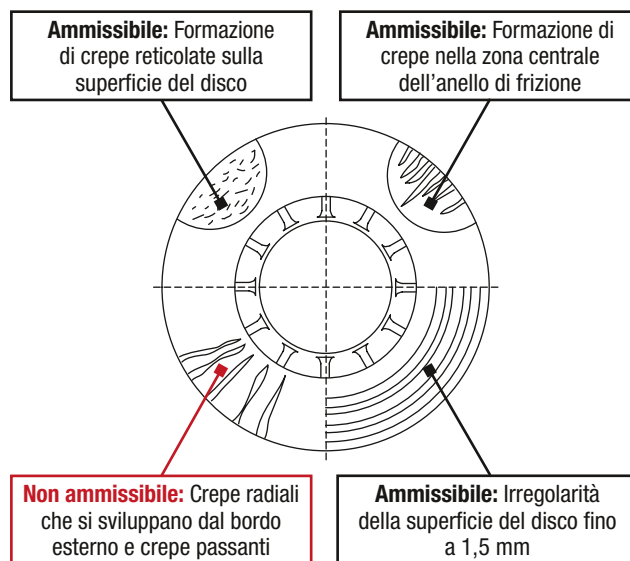 Ammissibile: Formazione
di crepe reticolate sulla
superficie del disco
Ammissibile: Formazione di
crepe nella zona centrale
dell'anello di frizione
Non ammissibile: Crepe radiali
che si sviluppano dal bordo
esterno e crepe passanti
Ammissibile: Irregolarità
della superficie del disco fino
a 1,5 mm